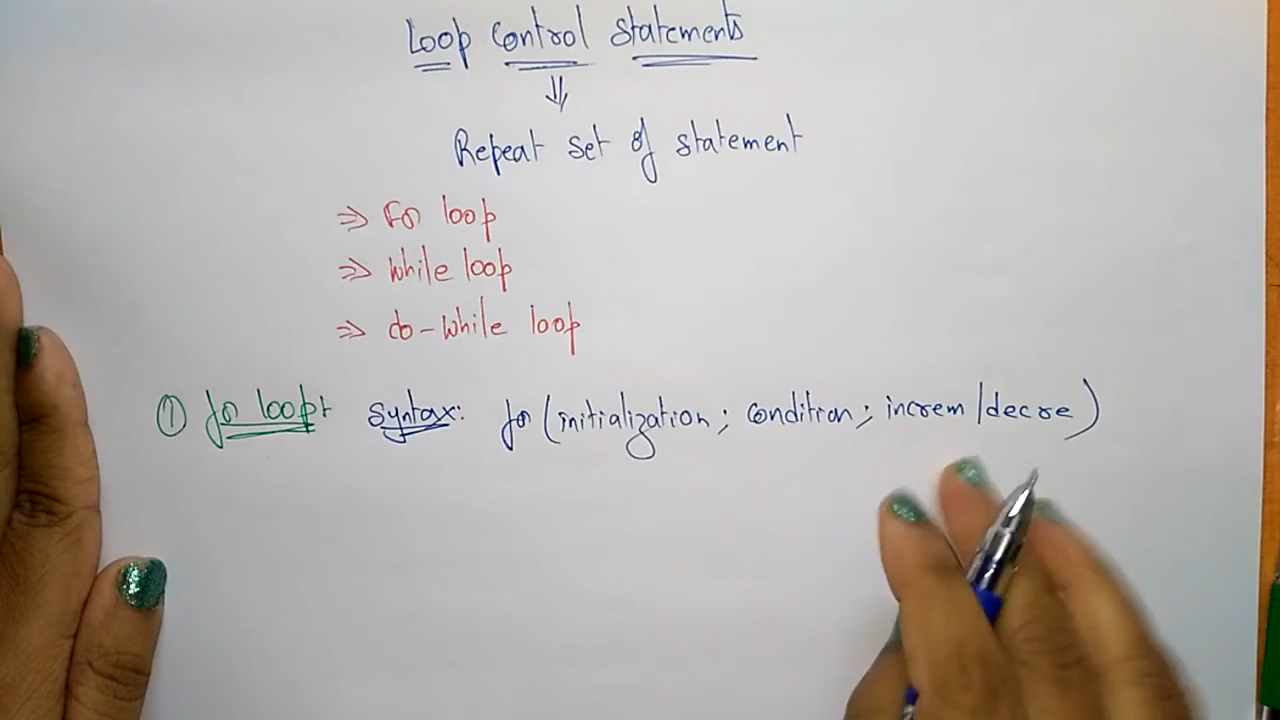 Loop Control Statements
⇓
Repeat set of statement
⇒ For loop
⇒ while loop
⇒ do-while loop
① for loop: Syntax: for (initialization; condition; increm/decre)